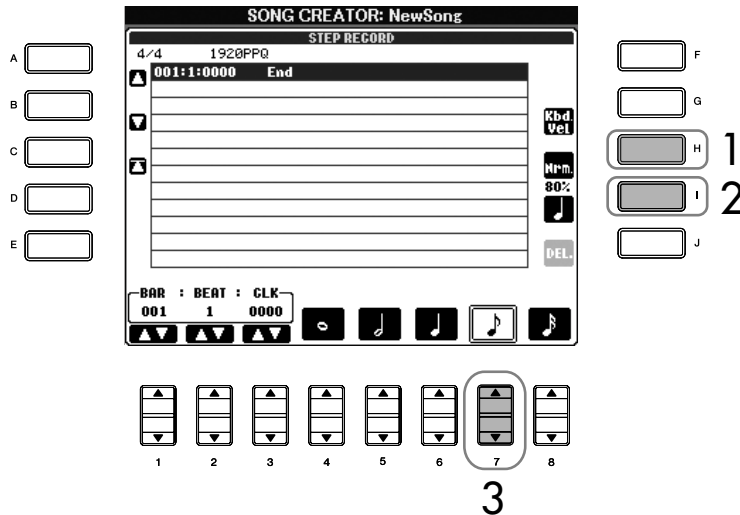 SONG CREATOR: NewSong
STEP RECORD
4/4 1920PPQ
001:1:0000 End
A
B
C
D
E
Kbd.
Vel
Nrm.
80%
DEL.
F
G
H 1
I 2
J
BAR : BEAT : CLK
001 1 0000
1 2 3 4 5 6 7 8
3